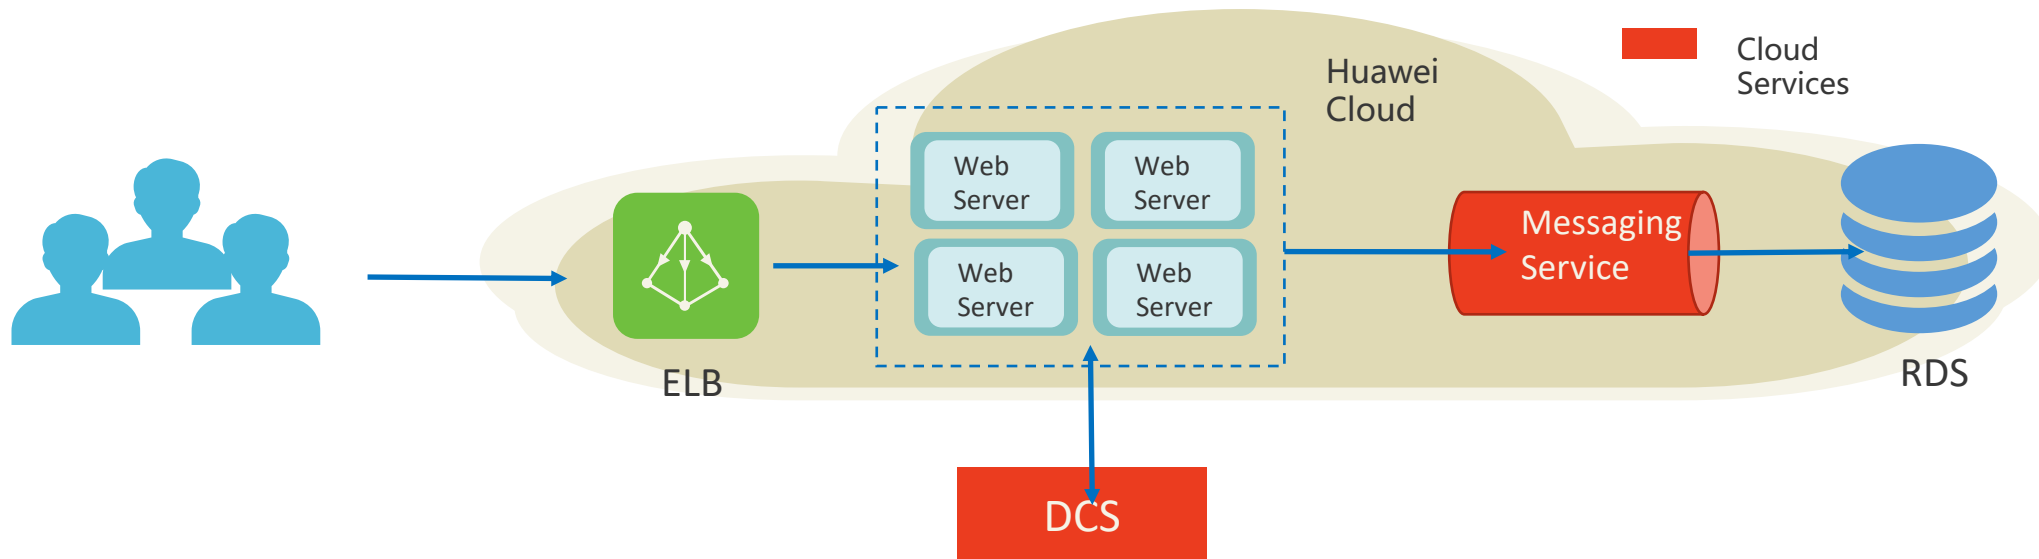 Cloud
Services
Huawei
Cloud
Web
Server
Web
Server
Web
Server
Web
Server
Messaging
Service
ELB
RDS
DCS